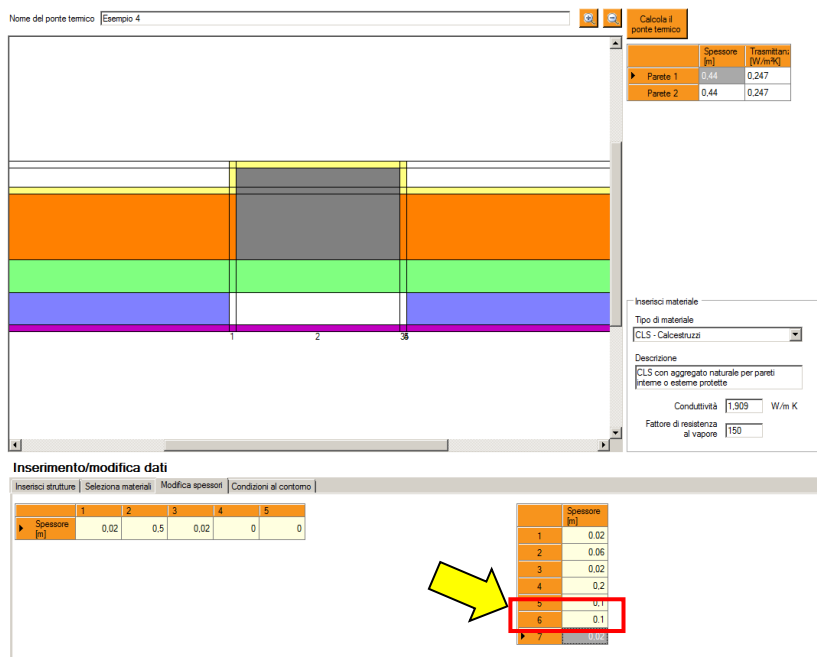 Nome del ponte termico Esempio 4
Calcola il
ponte termico
Spessore Trasmittan:
[m] [W/m²K]
Parete 1 0,44 0,247
Parete 2 0,44 0,247
1 2 3
Inserisci materiale
Tipo di materiale
CLS - Calcestruzzi
Descrizione
CLS con aggregato naturale per pareti
interne o esterne protette
Conduttività 1,909 W/m K
Fattore di resistenza
al vapore 150
Inserimento/modifica dati
Inserisci strutture Seleziona materiali Modifica spessori Condizioni al contorno
1 2 3 4 5
Spessore
[m] 0,02 0,5 0,02 0 0
Spessore
[m]
1 0.02
2 0.06
3 0,02
4 0,2
5 0,1
6 0.1
7 0,02